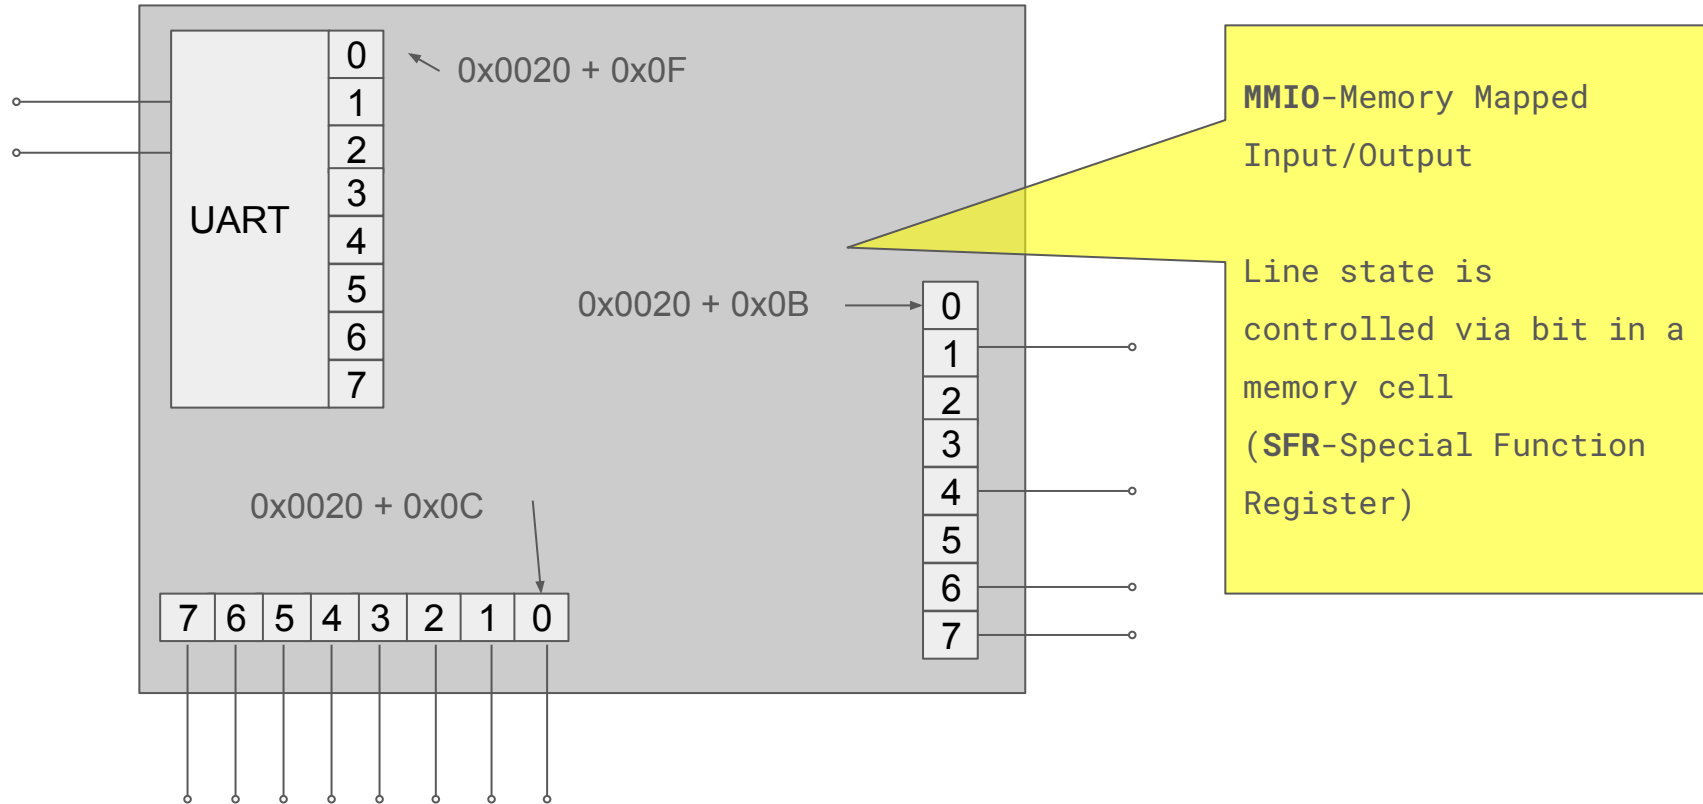 0
0x0020 + 0x0F
1
2
3
UART
4
5
6
7
MMIO-Memory Mapped
Input/Output
Line state is
controlled via bit in a
memory cell
(SFR-Special Function
Register)
0x0020 + 0x0B
0
1
2
3
4
5
6
7
0x0020 + 0x0C
7 6 5 4 3 2 1 0